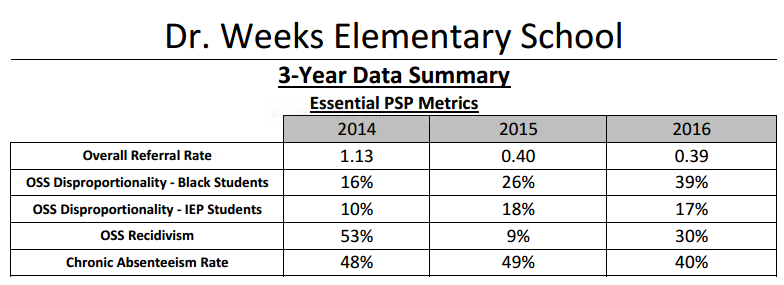 Dr. Weeks Elementary School
3-Year Data Summary
Essential PSP Metrics
2014 2015 2016
Overall Referral Rate 1.13 0.40 0.39
OSS Disproportionality - Black Students 16% 26% 39%
OSS Disproportionality - IEP Students 10% 18% 17%
OSS Recidivism 53% 9% 30%
Chronic Absenteeism Rate 48% 49% 40%